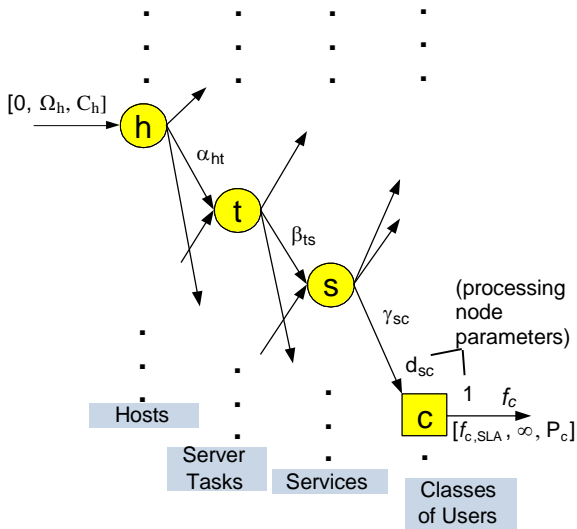 [0, Ωh, Ch]
h
αht
t
βts
s
(processing
node
parameters)
γsc
dsc
1
fc
c
[fc,SLA , ∞, Pc]
Hosts
Server
Tasks
Services
Classes
of Users